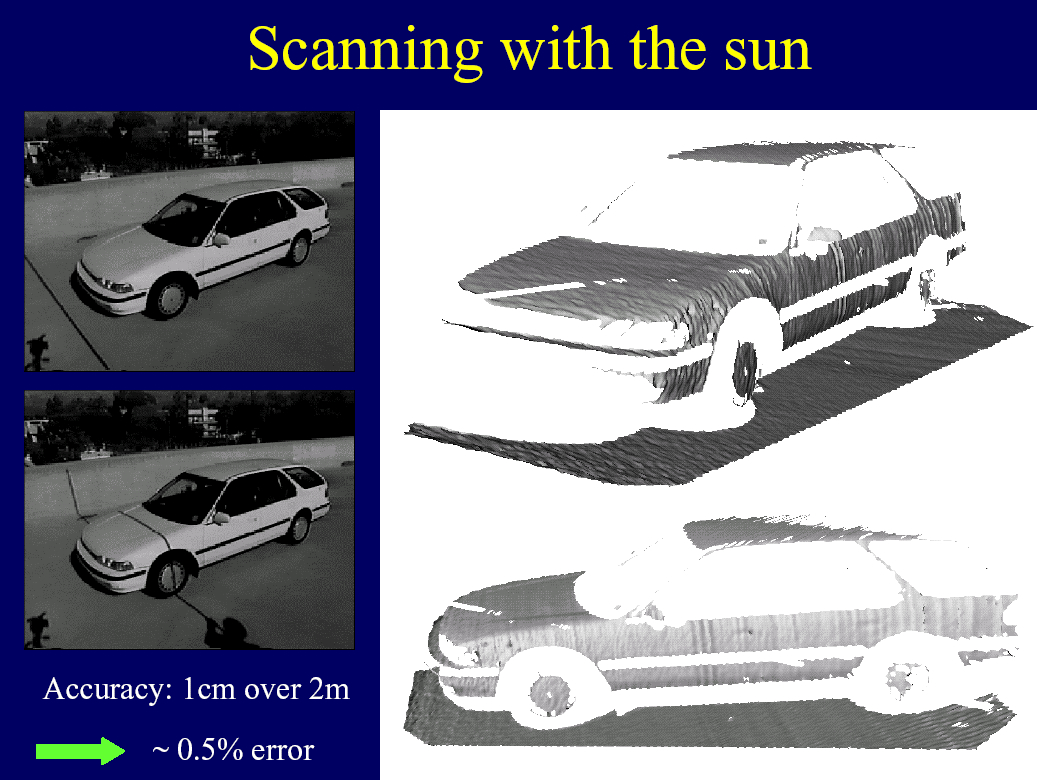 Scanning with the sun
Accuracy: 1cm over 2m
~ 0.5% error